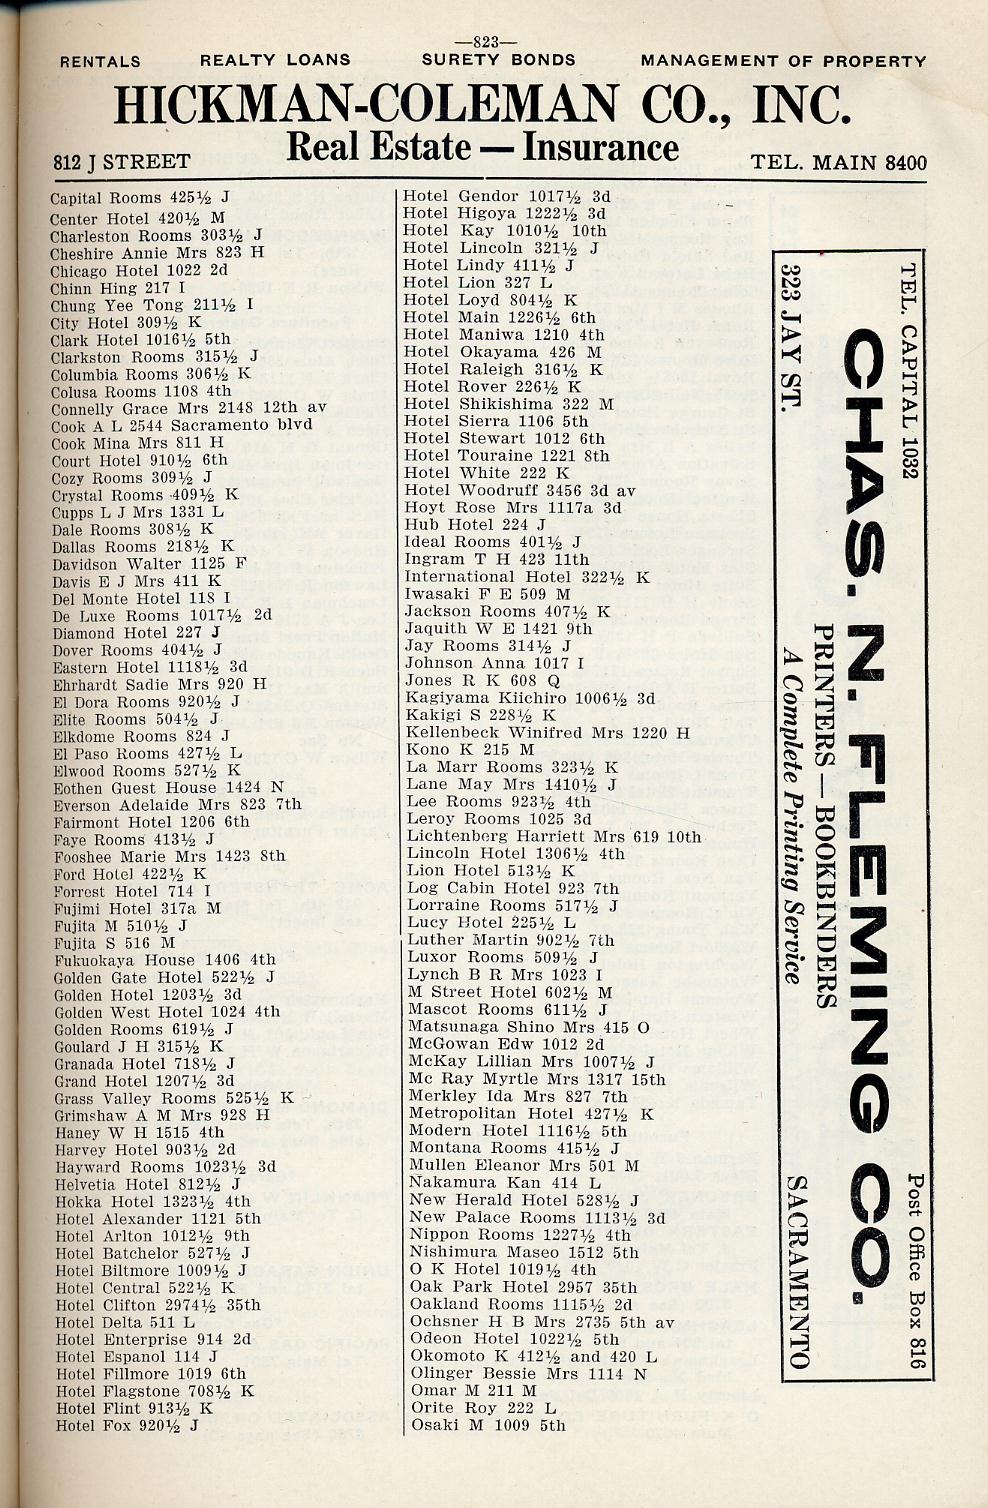 —823—
RENTALS REALTY LOANS SURETY BONDS MANAGEMENT OF PROPERTY
HICKMAN-COLEMAN CO., INC.
Real Estate — Insurance
812 J STREET TEL. MAIN 8400
Capital Rooms 425½ J
Center Hotel 420½ M
Charleston Rooms 303½ J
Cheshire Annie Mrs 823 H
Chicago Hotel 1022 2d
Chinn Hing 217 I
Chung Yee Tong 211½ I
City Hotel 309½ K
Clark Hotel 1016½ 5th
Clarkston Rooms 315½ J
Columbia Rooms 306½ K
Colusa Rooms 1108 4th
Connelly Grace Mrs 2148 12th av
Cook A L 2544 Sacramento blvd
Cook Mina Mrs 811 H
Court Hotel 910½ 6th
Cozy Rooms 309½ J
Crystal Rooms 409½ K
Cupps L J Mrs 1331 L
Dale Rooms 308½ K
Dallas Rooms 218½ K
Davidson Walter 1125 F
Davis E J Mrs 411 K
Del Monte Hotel 118 I
De Luxe Rooms 1017½ 2d
Diamond Hotel 227 J
Dover Rooms 404½ J
Eastern Hotel 1118½ 3d
Ehrhardt Sadie Mrs 920 H
El Dora Rooms 920½ J
Elite Rooms 504½ J
Elkdome Rooms 824 J
El Paso Rooms 427½ L
Elwood Rooms 527½ K
Eothen Guest House 1424 N
Everson Adelaide Mrs 823 7th
Fairmont Hotel 1206 6th
Faye Rooms 413½ J
Fooshee Marie Mrs 1423 8th
Ford Hotel 422½ K
Forrest Hotel 714 I
Fujimi Hotel 317a M
Fujita M 510½ J
Fujita S 516 M
Fukuokaya House 1406 4th
Golden Gate Hotel 522½ J
Golden Hotel 1203½ 3d
Golden West Hotel 1024 4th
Golden Rooms 619½ J
Goulard J H 315½ K
Granada Hotel 718½ J
Grand Hotel 1207½ 3d
Grass Valley Rooms 525½ K
Grimshaw A M Mrs 928 H
Haney W H 1515 4th
Harvey Hotel 903½ 2d
Hayward Rooms 1023½ 3d
Helvetia Hotel 812½ J
Hokka Hotel 1323½ 4th
Hotel Alexander 1121 5th
Hotel Arlton 1012½ 9th
Hotel Batchelor 527½ J
Hotel Biltmore 1009½ J
Hotel Central 522½ K
Hotel Clifton 2974½ 35th
Hotel Delta 511 L
Hotel Enterprise 914 2d
Hotel Espanol 114 J
Hotel Fillmore 1019 6th
Hotel Flagstone 708½ K
Hotel Flint 913½ K
Hotel Fox 920½ J
Hotel Gendor 1017½ 3d
Hotel Higoya 1222½ 3d
Hotel Kay 1010½ 10th
Hotel Lincoln 321½ J
Hotel Lindy 411½ J
Hotel Lion 327 L
Hotel Loyd 804½ K
Hotel Main 1226½ 6th
Hotel Maniwa 1210 4th
Hotel Okayama 426 M
Hotel Raleigh 316½ K
Hotel Rover 226½ K
Hotel Shikishima 322 M
Hotel Sierra 1106 5th
Hotel Stewart 1012 6th
Hotel Touraine 1221 8th
Hotel White 222 K
Hotel Woodruff 3456 3d av
Hoyt Rose Mrs 1117a 3d
Hub Hotel 224 J
Ideal Rooms 401½ J
Ingram T H 423 11th
International Hotel 322½ K
Iwasaki F E 509 M
Jackson Rooms 407½ K
Jaquith W E 1421 9th
Jay Rooms 314½ J
Johnson Anna 1017 I
Jones R K 608 Q
Kagiyama Kiichiro 1006½ 3d
Kakigi S 228½ K
Kellenbeck Winifred Mrs 1220 H
Kono K 215 M
La Marr Rooms 323½ K
Lane May Mrs 1410½ J
Lee Rooms 923½ 4th
Leroy Rooms 1025 3d
Lichtenberg Harriett Mrs 619 10th
Lincoln Hotel 1306½ 4th
Lion Hotel 513½ K
Log Cabin Hotel 923 7th
Lorraine Rooms 517½ J
Lucy Hotel 225½ L
Luther Martin 902½ 7th
Luxor Rooms 509½ J
Lynch B R Mrs 1023 I
M Street Hotel 602½ M
Mascot Rooms 611½ J
Matsunaga Shino Mrs 415 O
McGowan Edw 1012 2d
McKay Lillian Mrs 1007½ J
Mc Ray Myrtle Mrs 1317 15th
Merkley Ida Mrs 827 7th
Metropolitan Hotel 427½ K
Modern Hotel 1116½ 5th
Montana Rooms 415½ J
Mullen Eleanor Mrs 501 M
Nakamura Kan 414 L
New Herald Hotel 528½ J
New Palace Rooms 1113½ 3d
Nippon Rooms 1227½ 4th
Nishimura Maseo 1512 5th
O K Hotel 1019½ 4th
Oak Park Hotel 2957 35th
Oakland Rooms 1115½ 2d
Ochsner H B Mrs 2735 5th av
Odeon Hotel 1022½ 5th
Okomoto K 412½ and 420 L
Olinger Bessie Mrs 1114 N
Omar M 211 M
Orite Roy 222 L
Osaki M 1009 5th
TEL. CAPITAL 1032 Post Office Box 816
CHAS. N. FLEMING CO.
PRINTERS — BOOKBINDERS
A Complete Printing Service
323 JAY ST. SACRAMENTO